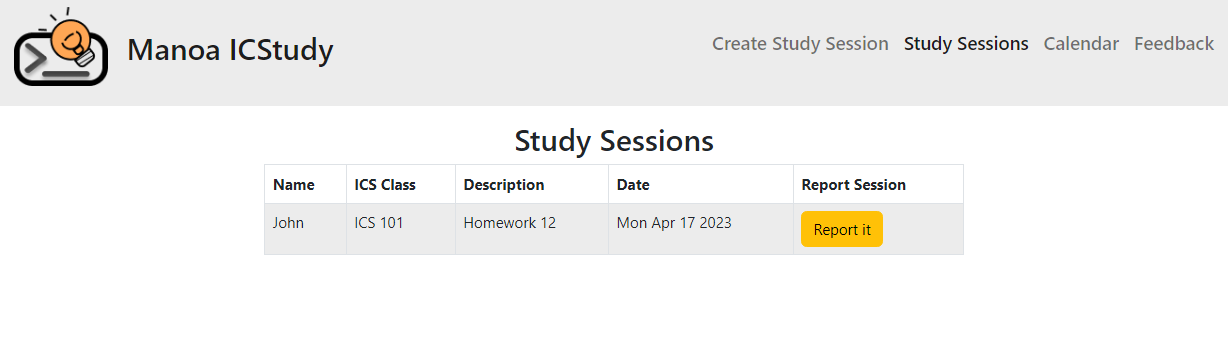 Manoa ICStudy
Create Study Session Study Sessions Calendar Feedback
Study Sessions
Name ICS Class Description Date Report Session
John ICS 101 Homework 12 Mon Apr 17 2023 Report it